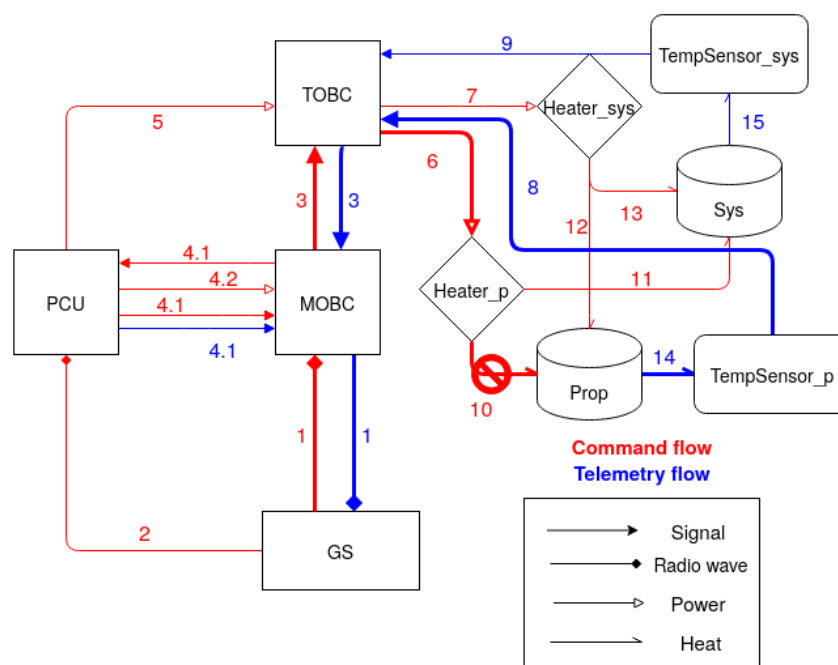 9
TempSensor_sys
TOBC
7
Heater_sys
5
6
15
3
3
8
Sys
12
13
4.1
4.2
PCU
MOBC
Heater_p
11
4.1
4.1
14
Prop
TempSensor_p
10
1
1
Command flow
Telemetry flow
2
GS
Signal
Radio wave
Power
Heat